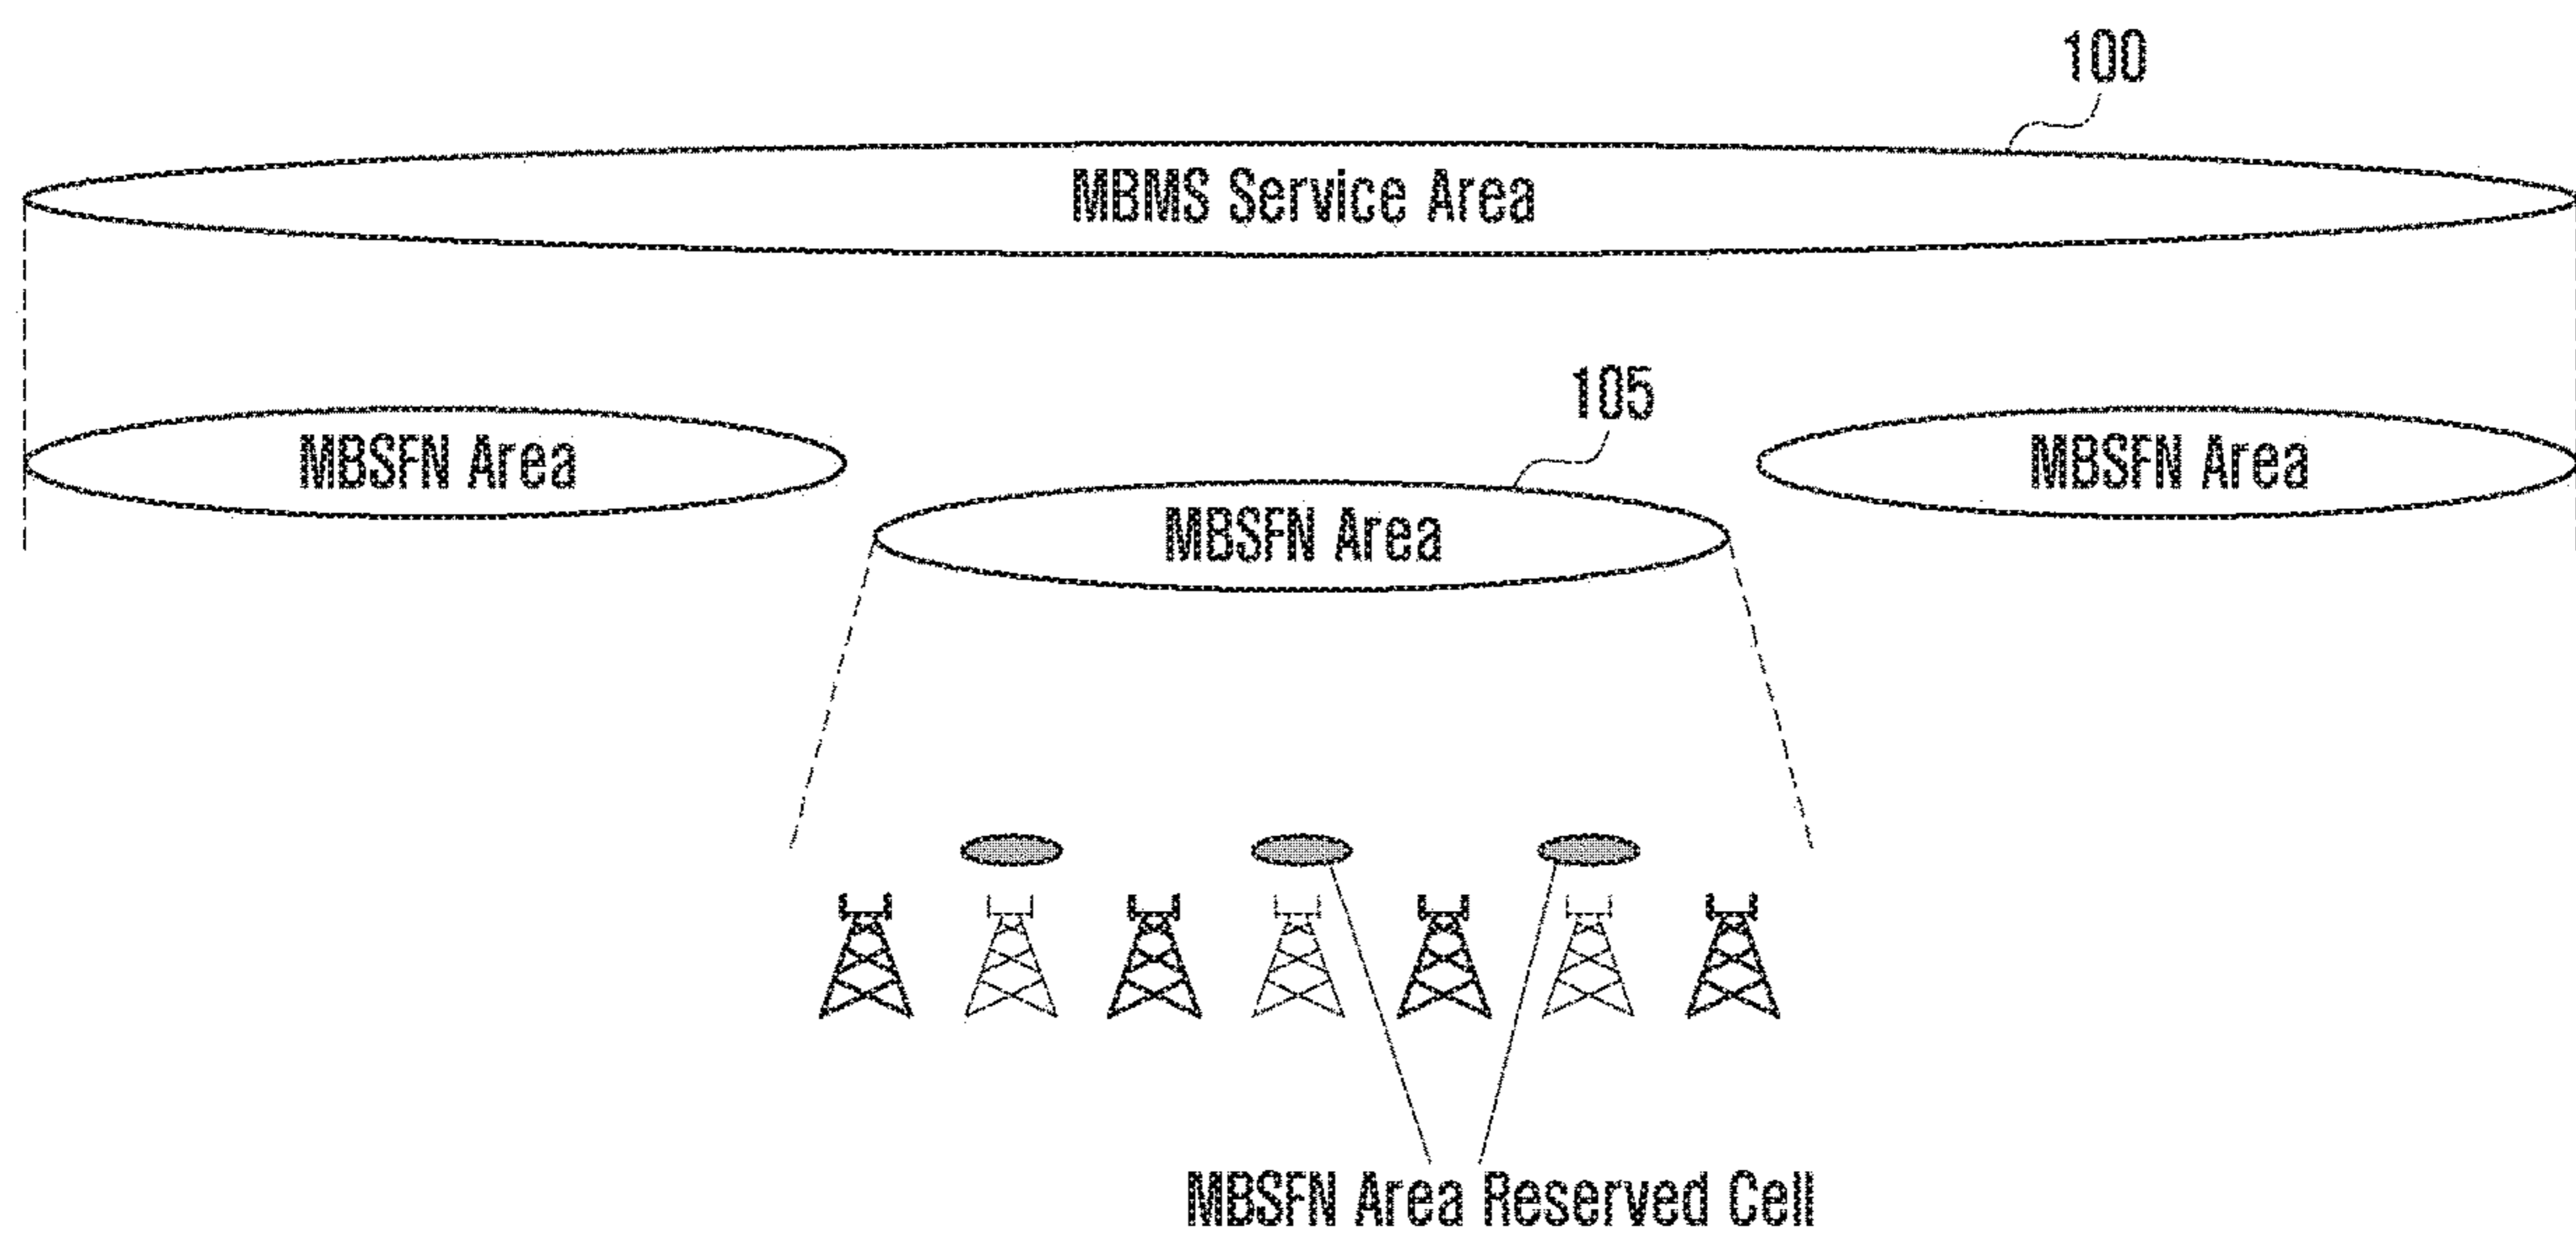 100
MBMS Service Area
105
MBSFN Area
MBSFN Area
MBSFN Area
MBSFN Area Reserved Cell